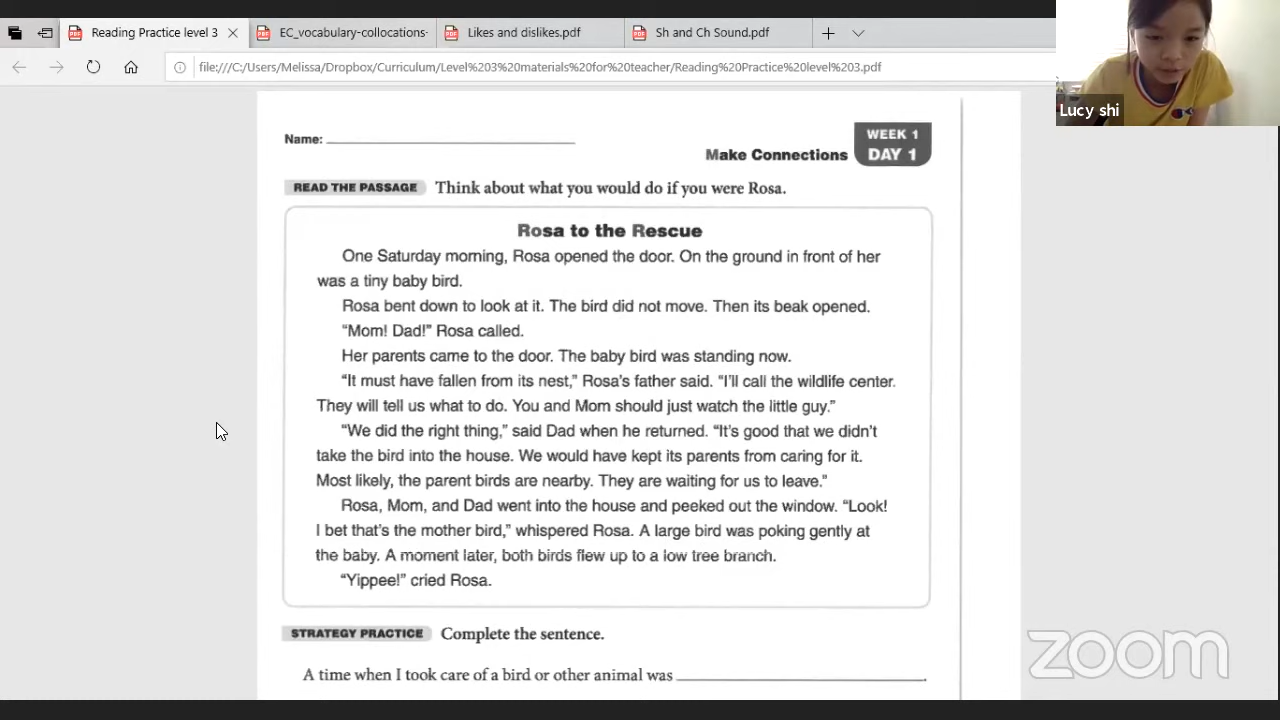 Reading Practice level 3
EC_vocabulary-collocations-
Likes and dislikes.pdf
Sh and Ch Sound.pdf
file:///C:/Users/Melissa/Dropbox/Curriculum/Level%203%20materials%20for%20teacher/Reading%20Practice%20level%203.pdf
Lucy shi
Name:
Make Connections
WEEK 1
DAY 1
READ THE PASSAGE Think about what you would do if you were Rosa.
Rosa to the Rescue
One Saturday morning, Rosa opened the door. On the ground in front of her
was a tiny baby bird.
Rosa bent down to look at it. The bird did not move. Then its beak opened.
“Mom! Dad!” Rosa called.
Her parents came to the door. The baby bird was standing now.
“It must have fallen from its nest,” Rosa’s father said. “I’ll call the wildlife center.
They will tell us what to do. You and Mom should just watch the little guy.”
“We did the right thing,” said Dad when he returned. “It’s good that we didn’t
take the bird into the house. We would have kept its parents from caring for it.
Most likely, the parent birds are nearby. They are waiting for us to leave.”
Rosa, Mom, and Dad went into the house and peeked out the window. “Look!
I bet that’s the mother bird,” whispered Rosa. A large bird was poking gently at
the baby. A moment later, both birds flew up to a low tree branch.
“Yippee!” cried Rosa.
STRATEGY PRACTICE Complete the sentence.
A time when I took care of a bird or other animal was .
zoom